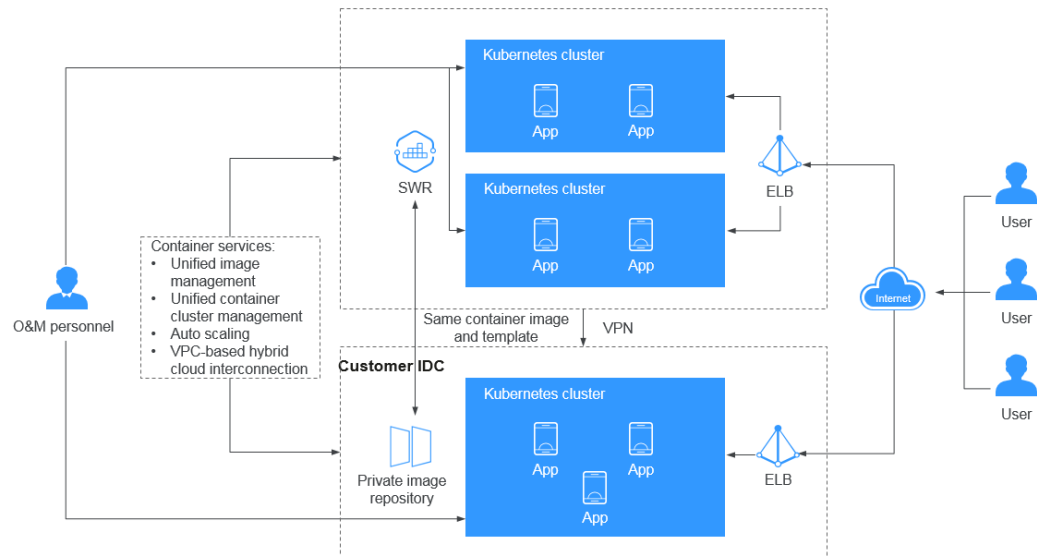 Kubernetes cluster
App
App
SWR
Kubernetes cluster
App
App
ELB
User
User
User
Internet
Container services:
• Unified image
management
• Unified container
cluster management
• Auto scaling
• VPC-based hybrid
cloud interconnection
O&M personnel
Same container image
and template
VPN
Customer IDC
Kubernetes cluster
App
App
App
Private image
repository
ELB